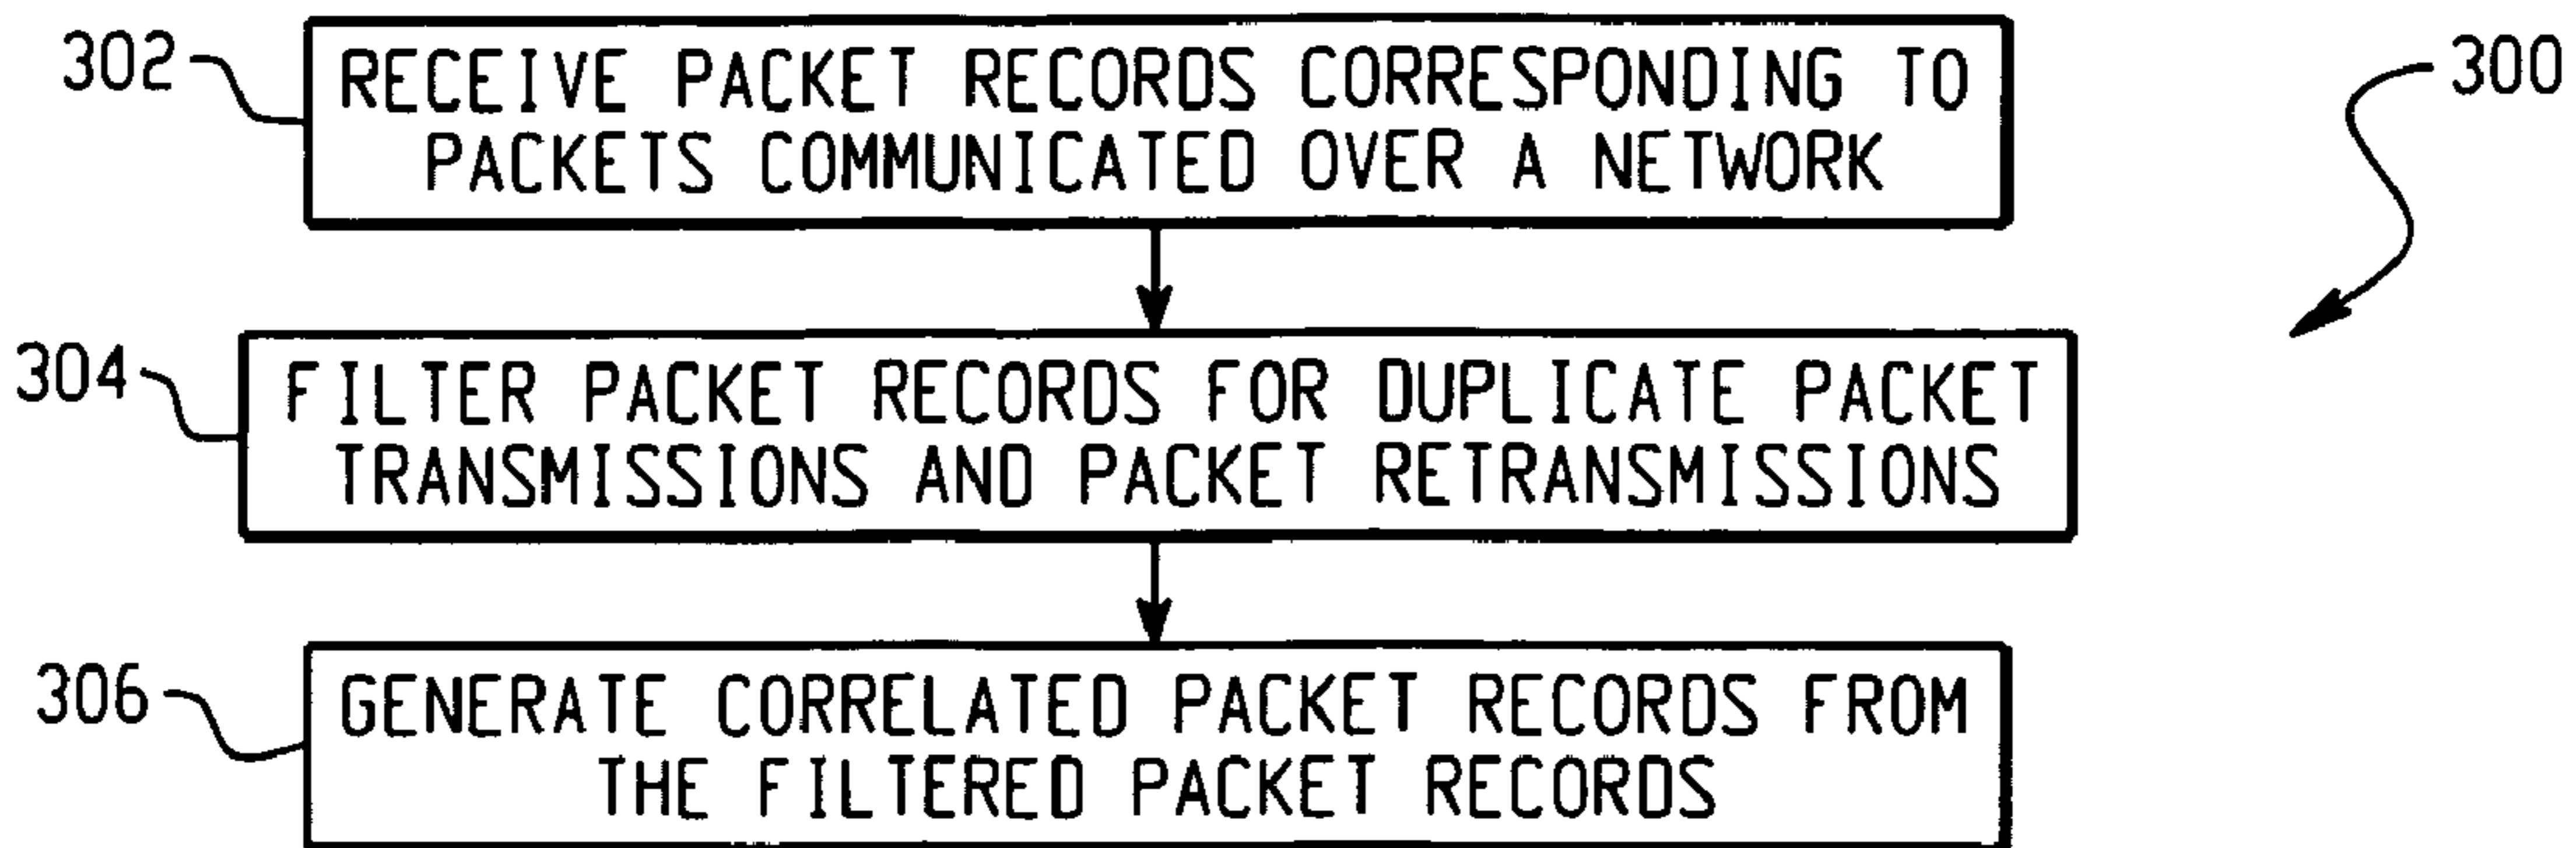 302
RECEIVE PACKET RECORDS CORRESPONDING TO
PACKETS COMMUNICATED OVER A NETWORK
300
304
FILTER PACKET RECORDS FOR DUPLICATE PACKET
TRANSMISSIONS AND PACKET RETRANSMISSIONS
306
GENERATE CORRELATED PACKET RECORDS FROM
THE FILTERED PACKET RECORDS